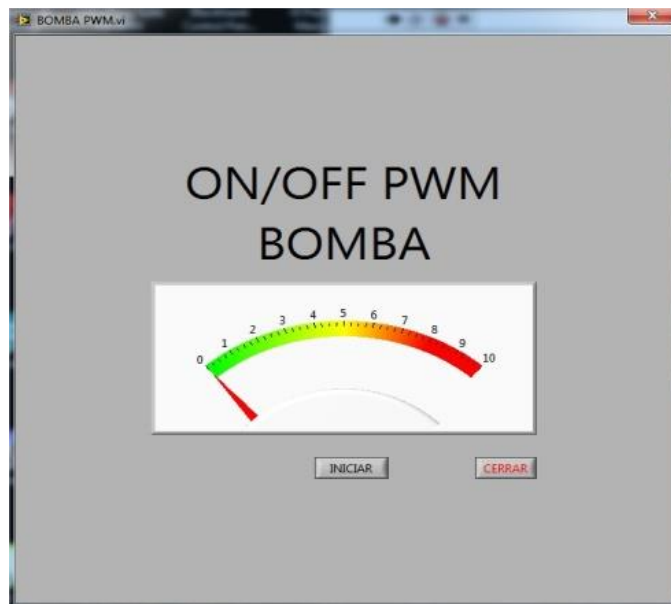 BOMBA PWM.vi
ON/OFF PWM
BOMBA
0 1 2 3 4 5 6 7 8 9 10
INICIAR CERRAR